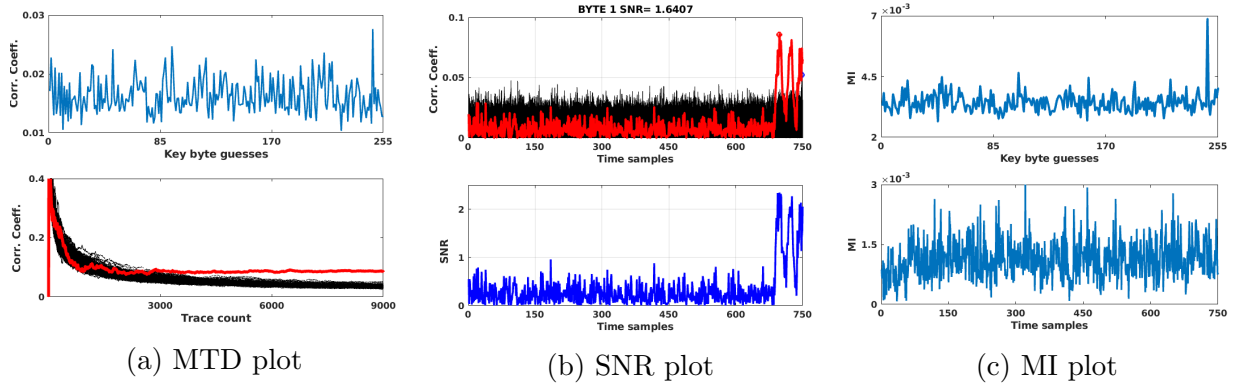 0.03
0.02
0.01
Corr. Coeff.
0 85 170 255
Key byte guesses
0.4
0.2
0
Corr. Coeff.
3000 6000 9000
Trace count
(a) MTD plot
BYTE 1 SNR= 1.6407
0.1
0.05
0
Corr. Coeff.
0 150 300 450 600 750
Time samples
2
1
0
SNR
0 150 300 450 600 750
Time samples
(b) SNR plot
×10⁻³
7
4.5
2
MI
0 85 170 255
Key byte guesses
×10⁻³
3
1.5
0
MI
0 150 300 450 600 750
Time samples
(c) MI plot